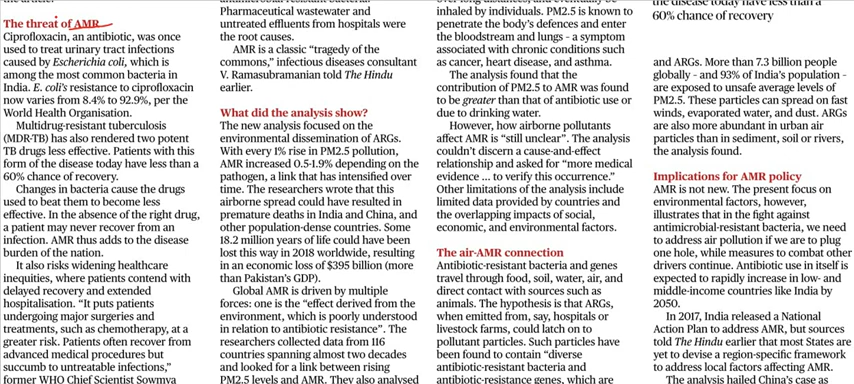 The threat of AMR
Ciprofloxacin, an antibiotic, was once
used to treat urinary tract infections
caused by Escherichia coli, which is
among the most common bacteria in
India. E. coli's resistance to ciprofloxacin
now varies from 8.4% to 92.9%, per the
World Health Organisation.
Multidrug-resistant tuberculosis
(MDR-TB) has also rendered two potent
TB drugs less effective. Patients with this
form of the disease today have less than a
60% chance of recovery.
Changes in bacteria cause the drugs
used to beat them to become less
effective. In the absence of the right drug,
a patient may never recover from an
infection. AMR thus adds to the disease
burden of the nation.
It also risks widening healthcare
inequities, where patients contend with
delayed recovery and extended
hospitalisation. “It puts patients
undergoing major surgeries and
treatments, such as chemotherapy, at a
greater risk. Patients often recover from
advanced medical procedures but
succumb to untreatable infections,”
former WHO Chief Scientist Sowmya
Pharmaceutical wastewater and
untreated effluents from hospitals were
the root causes.
AMR is a classic “tragedy of the
commons,” infectious diseases consultant
V. Ramasubramanian told The Hindu
earlier.
What did the analysis show?
The new analysis focused on the
environmental dissemination of ARGs.
With every 1% rise in PM2.5 pollution,
AMR increased 0.5-1.9% depending on the
pathogen, a link that has intensified over
time. The researchers wrote that this
airborne spread could have resulted in
premature deaths in India and China, and
other population-dense countries. Some
18.2 million years of life could have been
lost this way in 2018 worldwide, resulting
in an economic loss of $395 billion (more
than Pakistan's GDP).
Global AMR is driven by multiple
forces: one is the “effect derived from the
environment, which is poorly understood
in relation to antibiotic resistance”. The
researchers collected data from 116
countries spanning almost two decades
and looked for a link between rising
PM2.5 levels and AMR. They also analysed
inhaled by individuals. PM2.5 is known to
penetrate the body's defences and enter
the bloodstream and lungs – a symptom
associated with chronic conditions such
as cancer, heart disease, and asthma.
The analysis found that the
contribution of PM2.5 to AMR was found
to be greater than that of antibiotic use or
due to drinking water.
However, how airborne pollutants
affect AMR is “still unclear”. The analysis
couldn't discern a cause-and-effect
relationship and asked for “more medical
evidence ... to verify this occurrence.”
Other limitations of the analysis include
limited data provided by countries and
the overlapping impacts of social,
economic, and environmental factors.
The air-AMR connection
Antibiotic-resistant bacteria and genes
travel through food, soil, water, air, and
direct contact with sources such as
animals. The hypothesis is that ARGs,
when emitted from, say, hospitals or
livestock farms, could latch on to
pollutant particles. Such particles have
been found to contain “diverse
antibiotic-resistant bacteria and
antibiotic-resistance genes, which are
the disease today have less than a
60% chance of recovery
and ARGs. More than 7.3 billion people
globally – and 93% of India's population –
are exposed to unsafe average levels of
PM2.5. These particles can spread on fast
winds, evaporated water, and dust. ARGs
are also more abundant in urban air
particles than in sediment, soil or rivers,
the analysis found.
Implications for AMR policy
AMR is not new. The present focus on
environmental factors, however,
illustrates that in the fight against
antimicrobial-resistant bacteria, we need
to address air pollution if we are to plug
one hole, while measures to combat other
drivers continue. Antibiotic use in itself is
expected to rapidly increase in low- and
middle-income countries like India by
2050.
In 2017, India released a National
Action Plan to address AMR, but sources
told The Hindu earlier that most States are
yet to devise a region-specific framework
to address local factors affecting AMR.
The analysis hailed China's case as